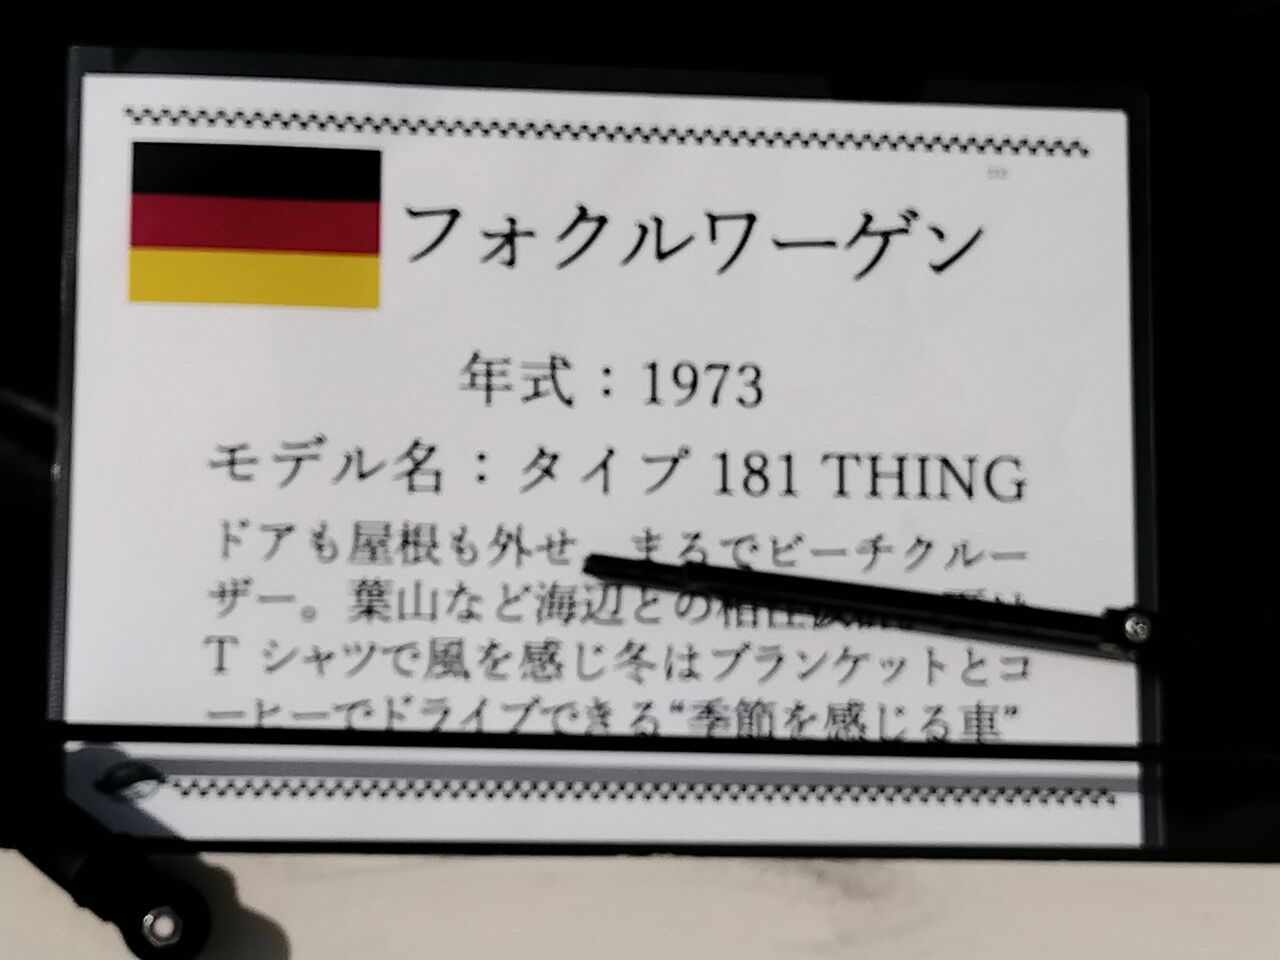 フォクルワーゲン
年式：1973
モデル名：タイプ 181 THING
ドアも屋根も外せ、まるでビーチクルー
ザー。葉山など海辺との相性
T シャツで風を感じ冬はブランケットとコ
ーヒーでドライブできる“季節を感じる車”